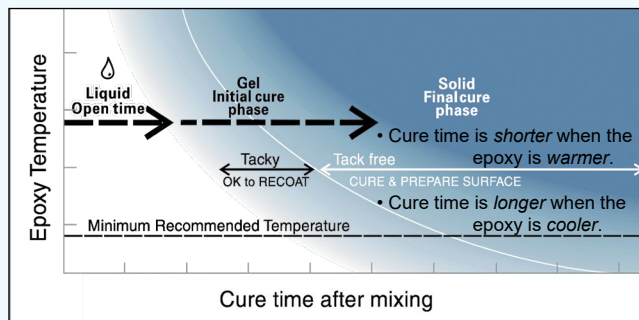 Epoxy Temperature
Liquid
Open time
Gel
Initial cure
phase
Solid
Finalcure
phase
• Cure time is shorter when the
epoxy is warmer.
Tacky
OK to RECOAT
Tack free
CURE & PREPARE SURFACE
• Cure time is longer when the
epoxy is cooler.
Minimum Recommended Temperature
Cure time after mixing